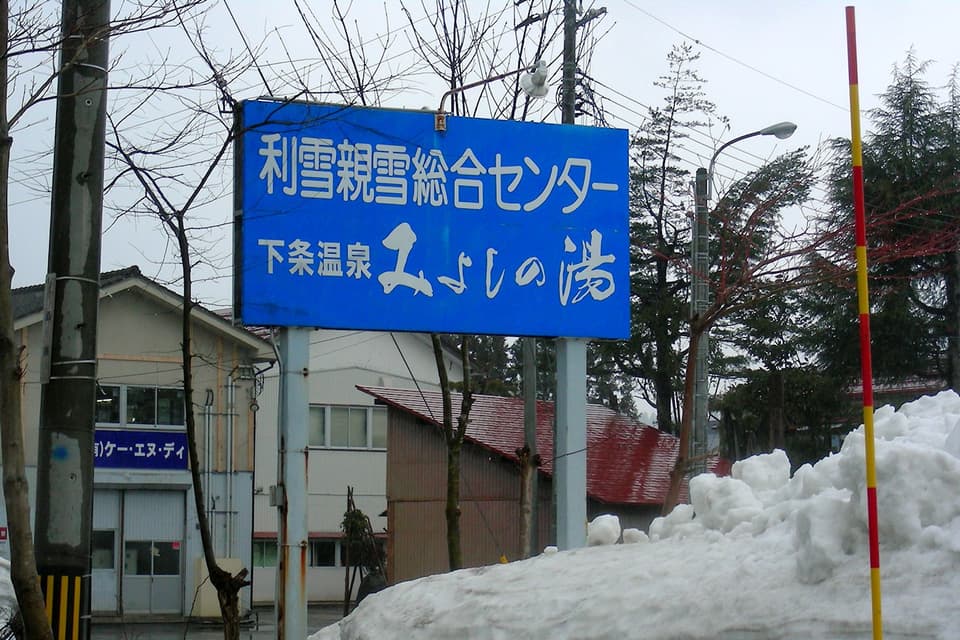 利雪親雪総合センター
下条温泉 みよしの湯
有)ケー・エヌ・ディ